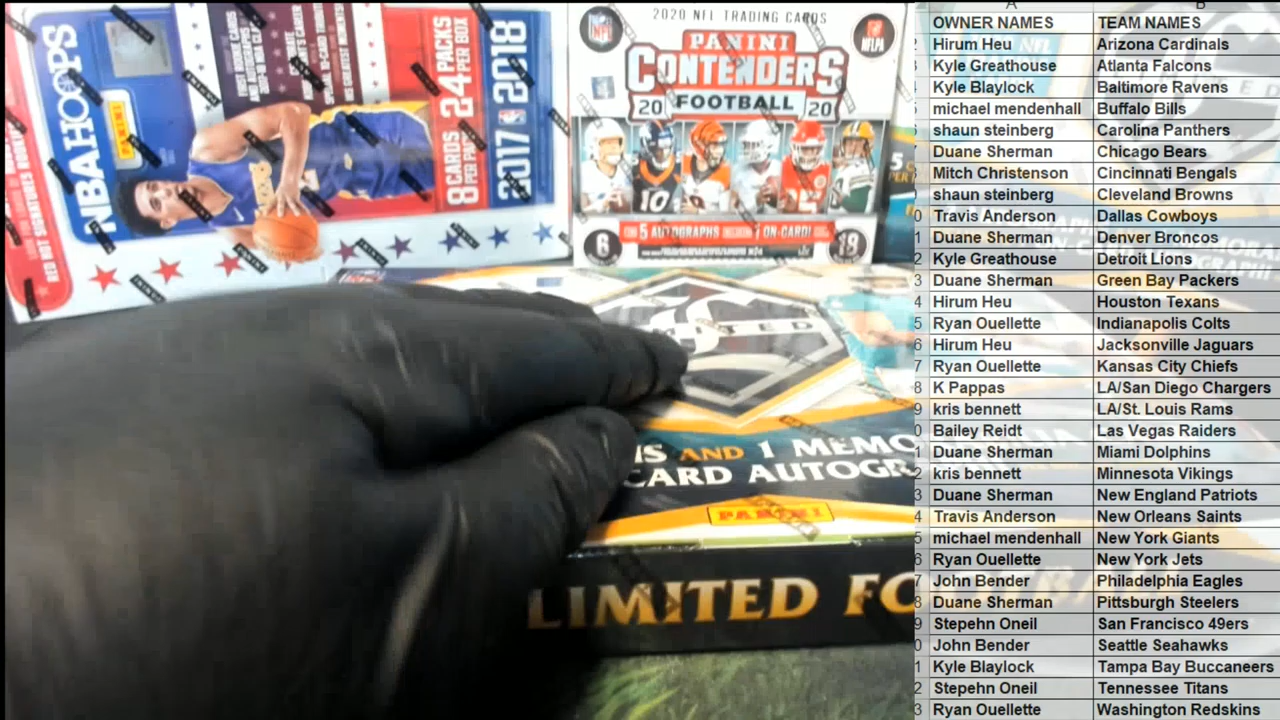 NBA HOOPS
PANINI
8 CARDS PER PACK
24 PACKS PER BOX
2017 2018
2020 NFL TRADING CARDS
NFL
NFLPA
PANINI
CONTENDERS
20 FOOTBALL 20
5 AUTOGRAPHS
ON-CARD!
6
AND 1 MEMO
CARD AUTOGR
PANINI
LIMITED FO
A B
OWNER NAMES TEAM NAMES
Hirum Heu Arizona Cardinals
Kyle Greathouse Atlanta Falcons
Kyle Blaylock Baltimore Ravens
michael mendenhall Buffalo Bills
shaun steinberg Carolina Panthers
Duane Sherman Chicago Bears
Mitch Christenson Cincinnati Bengals
shaun steinberg Cleveland Browns
Travis Anderson Dallas Cowboys
Duane Sherman Denver Broncos
Kyle Greathouse Detroit Lions
Duane Sherman Green Bay Packers
Hirum Heu Houston Texans
Ryan Ouellette Indianapolis Colts
Hirum Heu Jacksonville Jaguars
Ryan Ouellette Kansas City Chiefs
K Pappas LA/San Diego Chargers
kris bennett LA/St. Louis Rams
Bailey Reidt Las Vegas Raiders
Duane Sherman Miami Dolphins
kris bennett Minnesota Vikings
Duane Sherman New England Patriots
Travis Anderson New Orleans Saints
michael mendenhall New York Giants
Ryan Ouellette New York Jets
John Bender Philadelphia Eagles
Duane Sherman Pittsburgh Steelers
Stepehn Oneil San Francisco 49ers
John Bender Seattle Seahawks
Kyle Blaylock Tampa Bay Buccaneers
Stepehn Oneil Tennessee Titans
Ryan Ouellette Washington Redskins